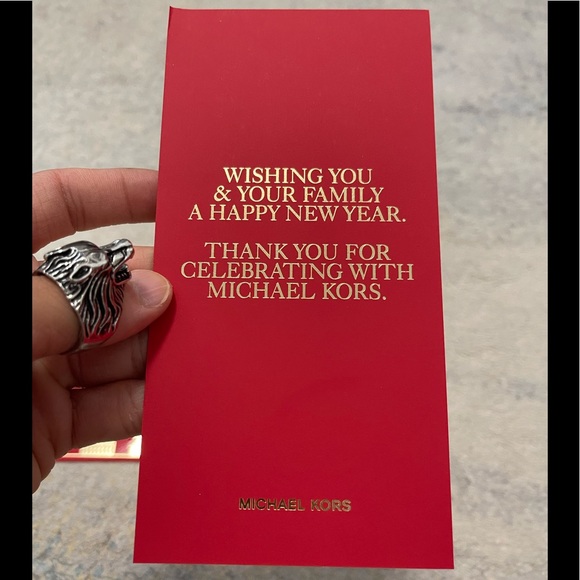 WISHING YOU
& YOUR FAMILY
A HAPPY NEW YEAR.
THANK YOU FOR
CELEBRATING WITH
MICHAEL KORS.
MICHAEL KORS